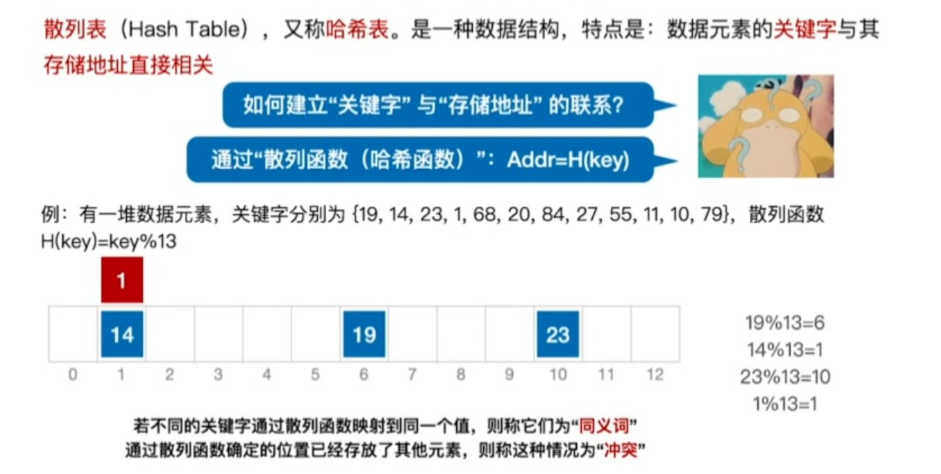 散列表（Hash Table），又称哈希表。是一种数据结构，特点是：数据元素的关键字与其
存储地址直接相关
如何建立“关键字”与“存储地址”的联系？
通过“散列函数（哈希函数）”：Addr=H(key)
例：有一堆数据元素，关键字分别为 {19, 14, 23, 1, 68, 20, 84, 27, 55, 11, 10, 79}，散列函数
H(key)=key%13
1
14 19 23
0 1 2 3 4 5 6 7 8 9 10 11 12
19%13=6
14%13=1
23%13=10
1%13=1
若不同的关键字通过散列函数映射到同一个值，则称它们为“同义词”
通过散列函数确定的位置已经存放了其他元素，则称这种情况为“冲突”